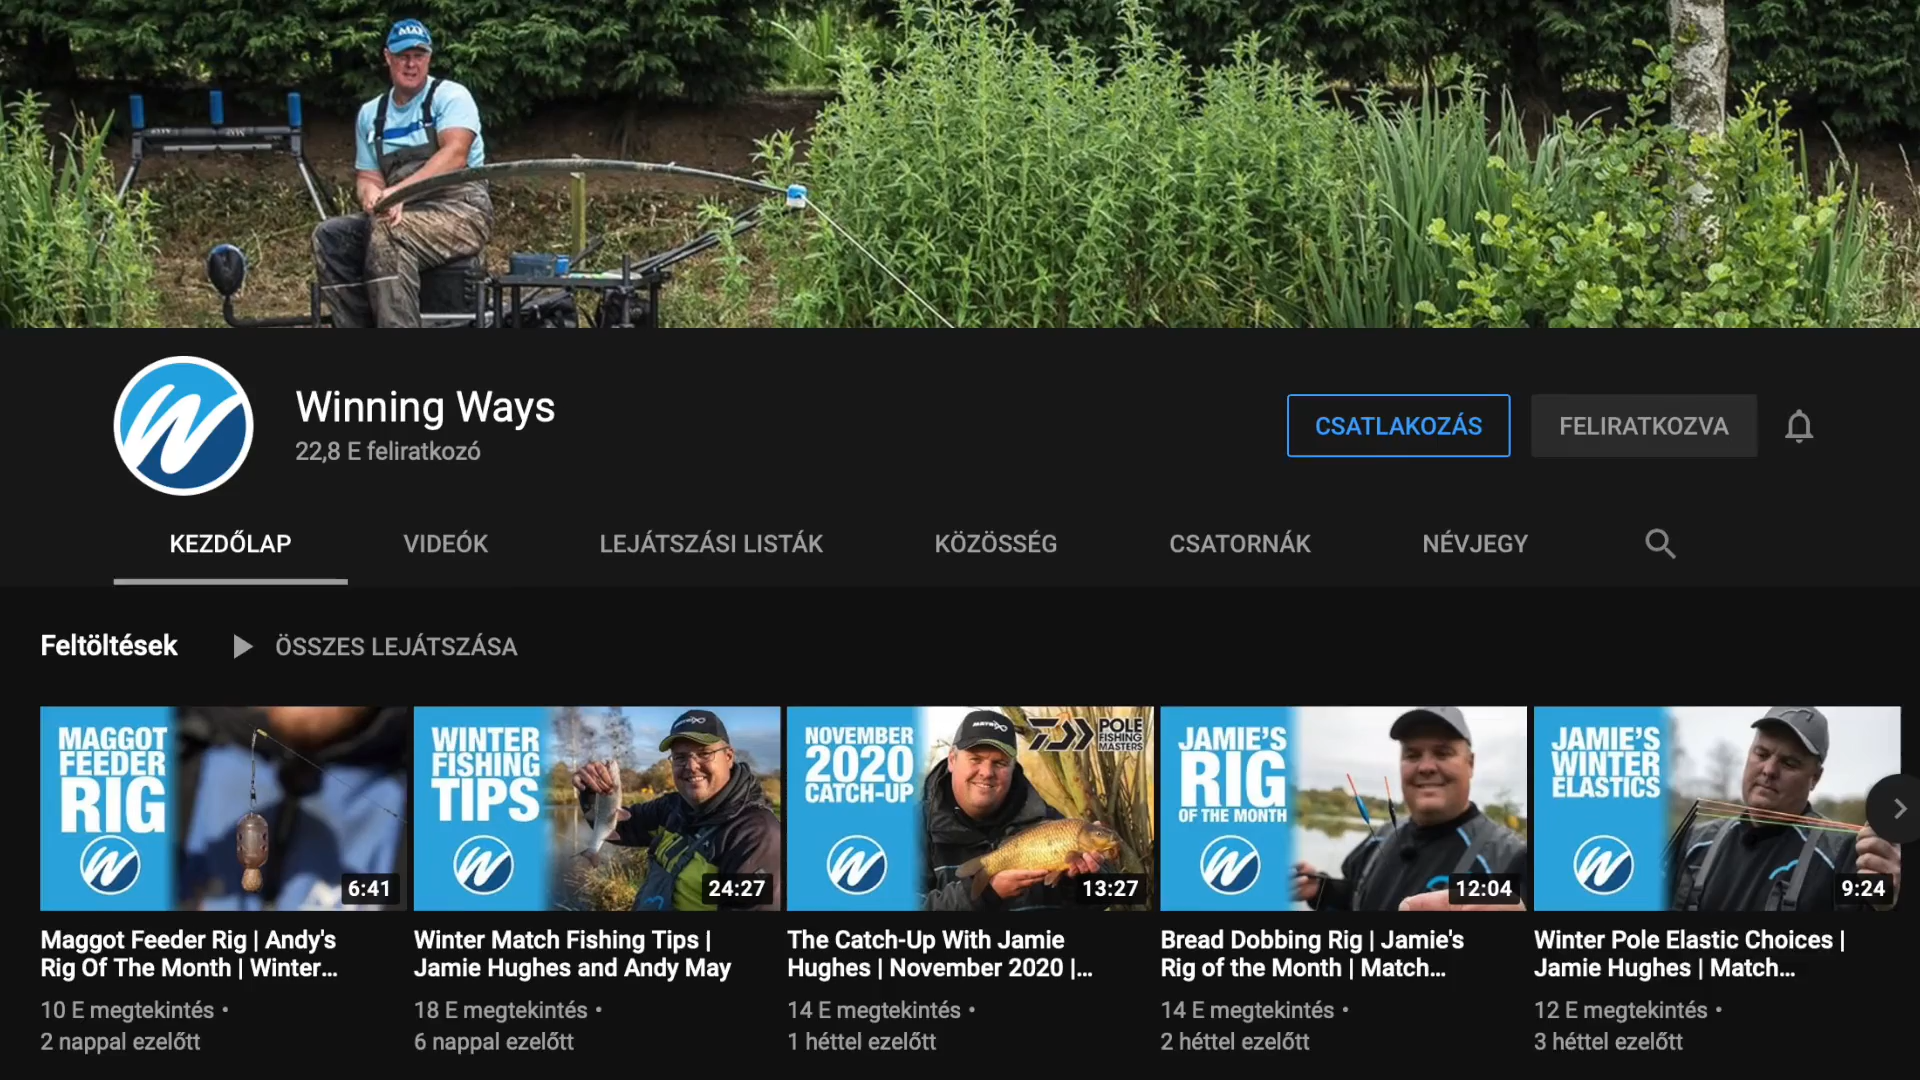 MAP
Winning Ways
22,8 E feliratkozó
CSATLAKOZÁS
FELIRATKOZVA
KEZDŐLAP
VIDEÓK
LEJÁTSZÁSI LISTÁK
KÖZÖSSÉG
CSATORNÁK
NÉVJEGY
Feltöltések
ÖSSZES LEJÁTSZÁSA
MAGGOT
FEEDER
RIG
W
6:41
Maggot Feeder Rig | Andy's
Rig Of The Month | Winter...
10 E megtekintés •
2 nappal ezelőtt
WINTER
FISHING
TIPS
W
MATRIX
24:27
Winter Match Fishing Tips |
Jamie Hughes and Andy May
18 E megtekintés •
6 nappal ezelőtt
NOVEMBER
2020
CATCH-UP
W
MATRIX
POLE
FISHING
MASTERS
13:27
The Catch-Up With Jamie
Hughes | November 2020 |...
14 E megtekintés •
1 héttel ezelőtt
JAMIE'S
RIG
OF THE MONTH
W
12:04
Bread Dobbing Rig | Jamie's
Rig of the Month | Match...
14 E megtekintés •
2 héttel ezelőtt
JAMIE'S
WINTER
ELASTICS
W
9:24
Winter Pole Elastic Choices |
Jamie Hughes | Match...
12 E megtekintés •
3 héttel ezelőtt